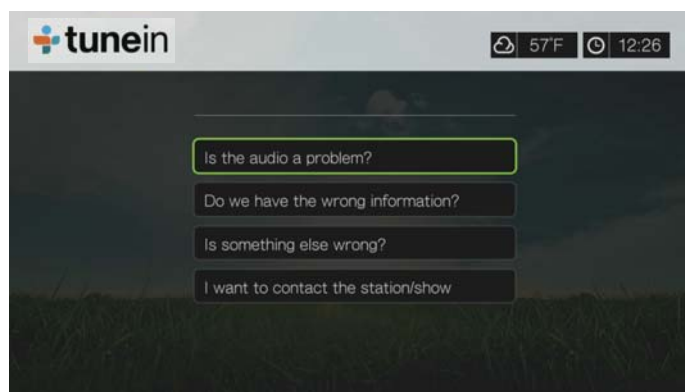 tunein
57°F 12:26
Is the audio a problem?
Do we have the wrong information?
Is something else wrong?
I want to contact the station/show